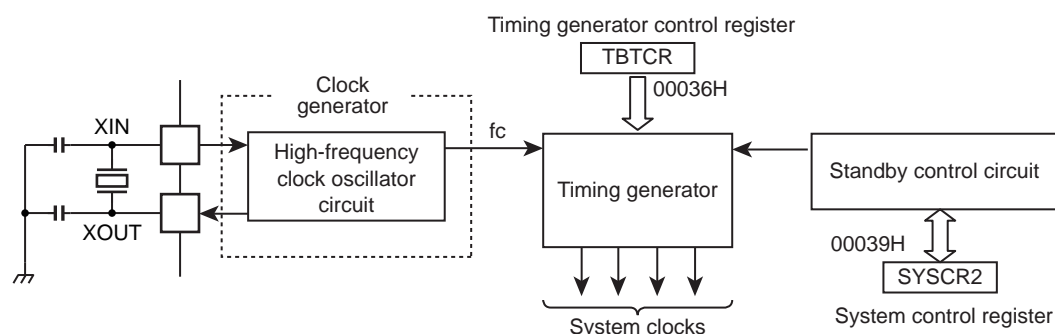 Timing generator control register
TBTCR
00036H
Clock
generator
XIN
High-frequency
clock oscillator
circuit
XOUT
fc
Timing generator
Standby control circuit
00039H
SYSCR2
System control register
System clocks